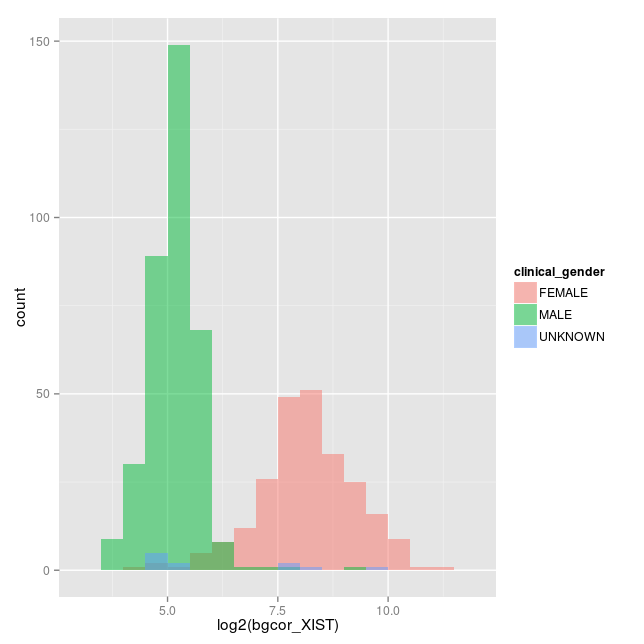 150
100
50
0
count
5.0 7.5 10.0
log2(bgcor_XIST)
clinical_gender
FEMALE
MALE
UNKNOWN